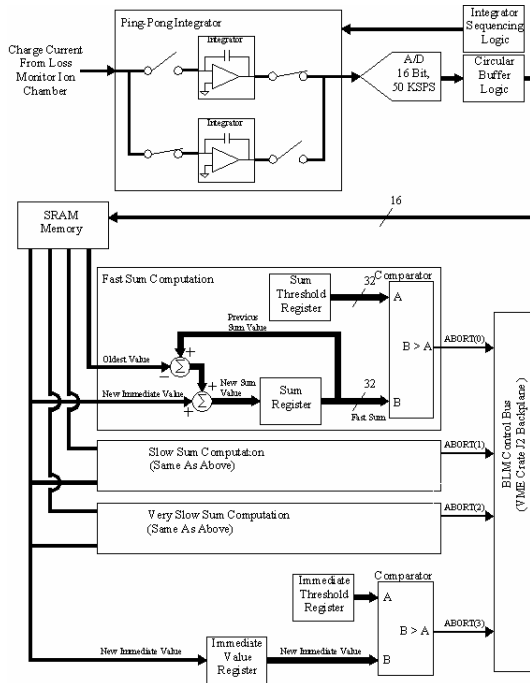 Ping-Pong Integrator
Integrator
Sequencing
Logic
Charge Current
From Loss
Monitor Ion
Chamber
Integrator
A/D
16 Bit,
50 KSPS
Circular
Buffer
Logic
Integrator
16
SRAM
Memory
Fast Sum Computation
Sum
Threshold
Register
32
Comparator
A
B > A
B
Previous
Sum Value
Oldest Value
+
−
+
+
Σ
Σ
New Immediate Value
New Sum
Value
Sum
Register
32
Fast Sum
ABORT(0)
Slow Sum Computation
(Same As Above)
ABORT(1)
Very Slow Sum Computation
(Same As Above)
ABORT(2)
BLM Control Bus
(VME Crate J2 Backplane)
Immediate
Threshold
Register
Comparator
A
B > A
B
ABORT(3)
New Immediate Value
Immediate
Value
Register
New Immediate Value